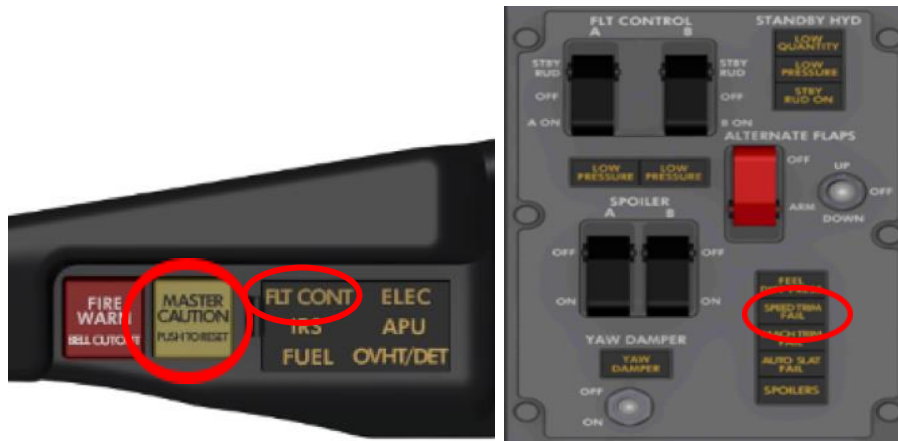 FIRE
WARN
BELL CUTOUT
MASTER
CAUTION
PUSH TO RESET
FLT CONT ELEC
IRS APU
FUEL OVHT/DET
FLT CONTROL
A B
STANDBY HYD
LOW
QUANTITY
LOW
PRESSURE
STBY
RUD ON
STBY
RUD
OFF
A ON
STBY
RUD
OFF
B ON
ALTERNATE FLAPS
OFF
ARM
UP
OFF
DOWN
LOW
PRESSURE
LOW
PRESSURE
SPOILER
A B
OFF OFF
ON ON
FEEL
SPEED TRIM
FAIL
MACH TRIM
FAIL
AUTO SLAT
FAIL
SPOILERS
YAW DAMPER
YAW
DAMPER
OFF
ON